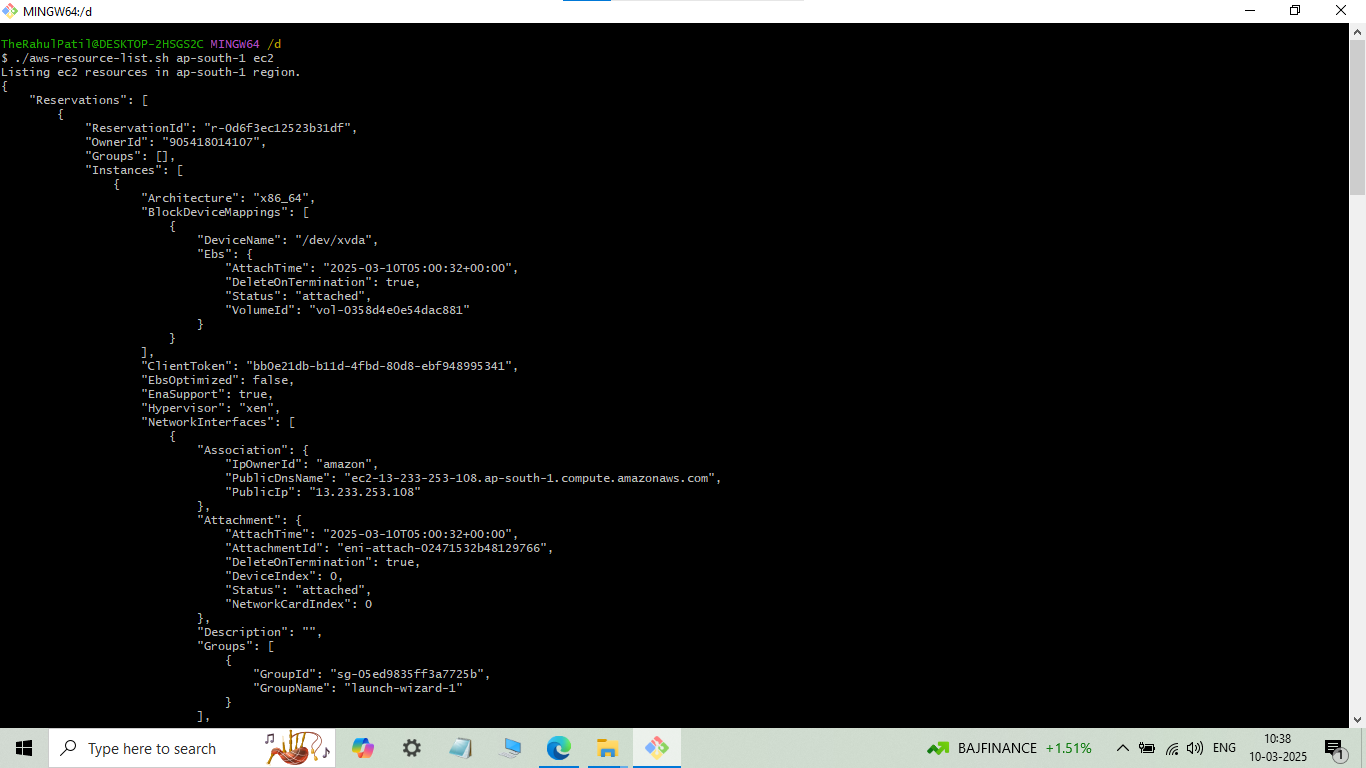 MINGW64:/d
TheRahulPatil@DESKTOP-2HSGS2C MINGW64 /d
$ ./aws-resource-list.sh ap-south-1 ec2
Listing ec2 resources in ap-south-1 region.
{
    "Reservations": [
        {
            "ReservationId": "r-0d6f3ec12523b31df",
            "OwnerId": "905418014107",
            "Groups": [],
            "Instances": [
                {
                    "Architecture": "x86_64",
                    "BlockDeviceMappings": [
                        {
                            "DeviceName": "/dev/xvda",
                            "Ebs": {
                                "AttachTime": "2025-03-10T05:00:32+00:00",
                                "DeleteOnTermination": true,
                                "Status": "attached",
                                "VolumeId": "vol-0358d4e0e54dac881"
                            }
                        }
                    ],
                    "ClientToken": "bb0e21db-b11d-4fbd-80d8-ebf948995341",
                    "EbsOptimized": false,
                    "EnaSupport": true,
                    "Hypervisor": "xen",
                    "NetworkInterfaces": [
                        {
                            "Association": {
                                "IpOwnerId": "amazon",
                                "PublicDnsName": "ec2-13-233-253-108.ap-south-1.compute.amazonaws.com",
                                "PublicIp": "13.233.253.108"
                            },
                            "Attachment": {
                                "AttachTime": "2025-03-10T05:00:32+00:00",
                                "AttachmentId": "eni-attach-02471532b48129766",
                                "DeleteOnTermination": true,
                                "DeviceIndex": 0,
                                "Status": "attached",
                                "NetworkCardIndex": 0
                            },
                            "Description": "",
                            "Groups": [
                                {
                                    "GroupId": "sg-05ed9835ff3a7725b",
                                    "GroupName": "launch-wizard-1"
                                }
                            ],
Type here to search
BAJFINANCE +1.51%
ENG
10:38
10-03-2025
1